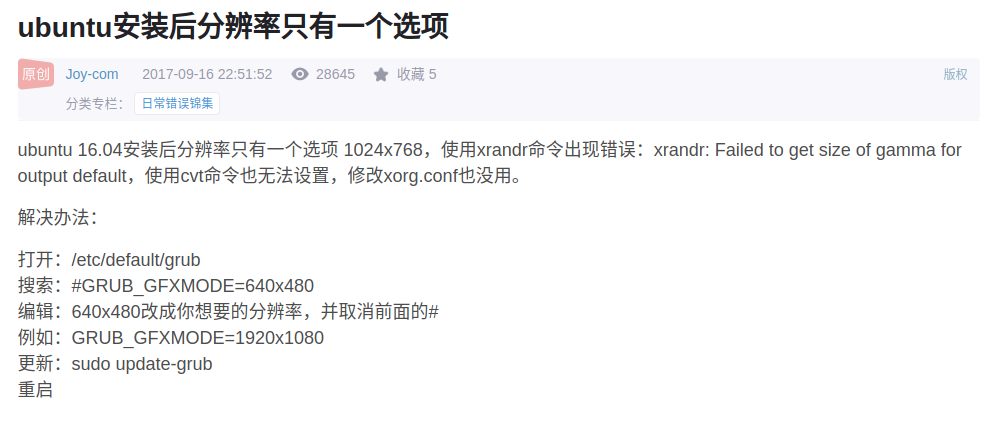 ubuntu安装后分辨率只有一个选项
原创 Joy-com 2017-09-16 22:51:52 28645 收藏 5 版权
分类专栏： 日常错误锦集
ubuntu 16.04安装后分辨率只有一个选项 1024x768，使用xrandr命令出现错误：xrandr: Failed to get size of gamma for
output default，使用cvt命令也无法设置，修改xorg.conf也没用。
解决办法：
打开：/etc/default/grub
搜索：#GRUB_GFXMODE=640x480
编辑：640x480改成你想要的分辨率，并取消前面的#
例如：GRUB_GFXMODE=1920x1080
更新：sudo update-grub
重启